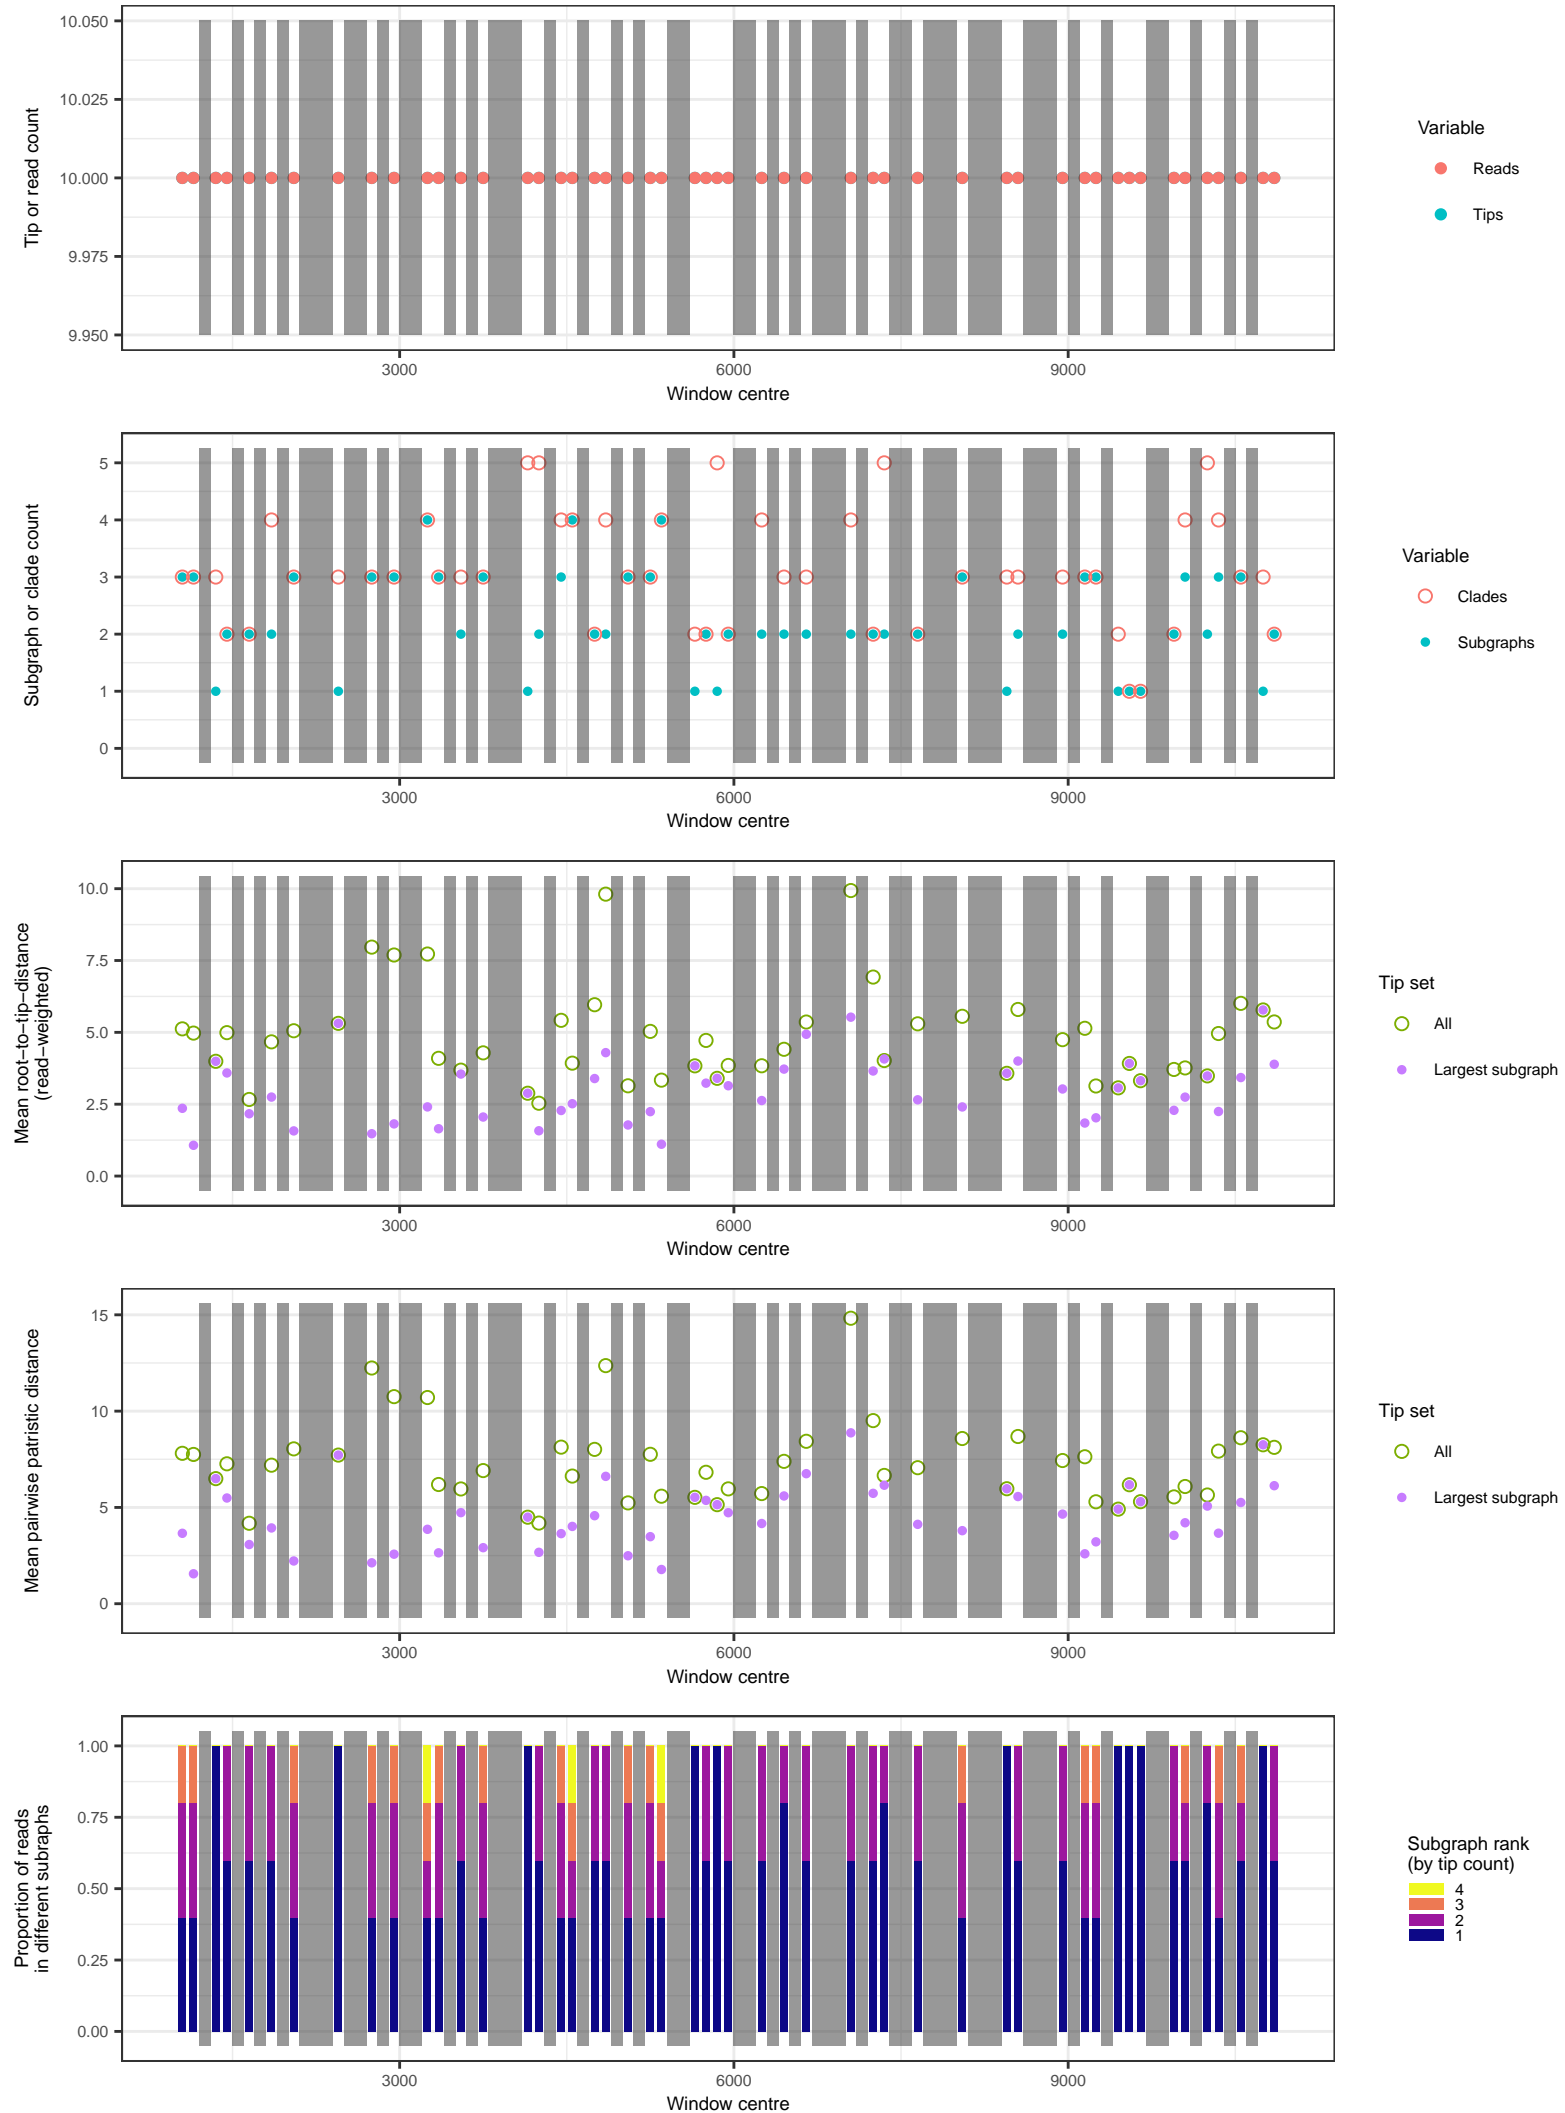 10.050
10.025
10.000
9.975
9.950
Tip or read count
3000
6000
9000
Window centre
Variable
Reads
Tips
5
4
3
2
1
0
Subgraph or clade count
3000
6000
9000
Window centre
Variable
Clades
Subgraphs
10.0
7.5
5.0
2.5
0.0
Mean root−to−tip−distance
(read−weighted)
3000
6000
9000
Window centre
Tip set
All
Largest subgraph
15
10
5
0
Mean pairwise patristic distance
3000
6000
9000
Window centre
Tip set
All
Largest subgraph
1.00
0.75
0.50
0.25
0.00
Proportion of reads
in different subraphs
3000
6000
9000
Window centre
Subgraph rank
(by tip count)
4
3
2
1